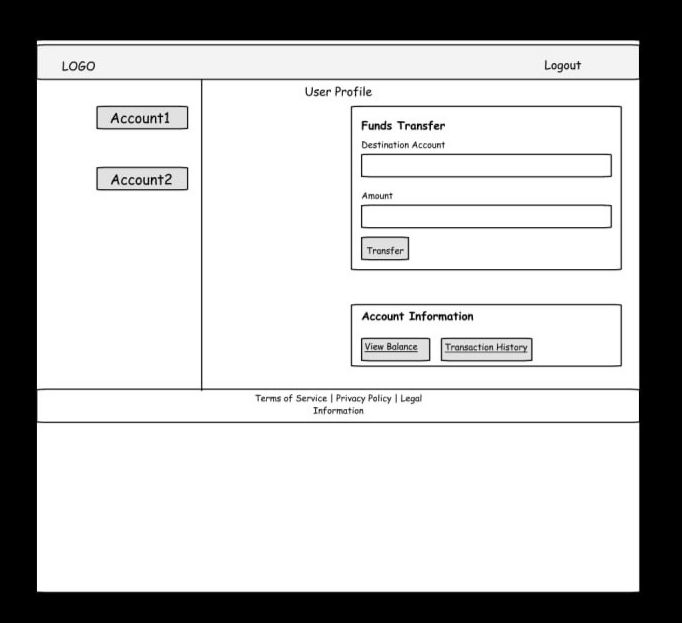 LOGO
Logout
User Profile
Account1
Account2
Funds Transfer
Destination Account
Amount
Transfer
Account Information
View Balance
Transaction History
Terms of Service | Privacy Policy | Legal
Information